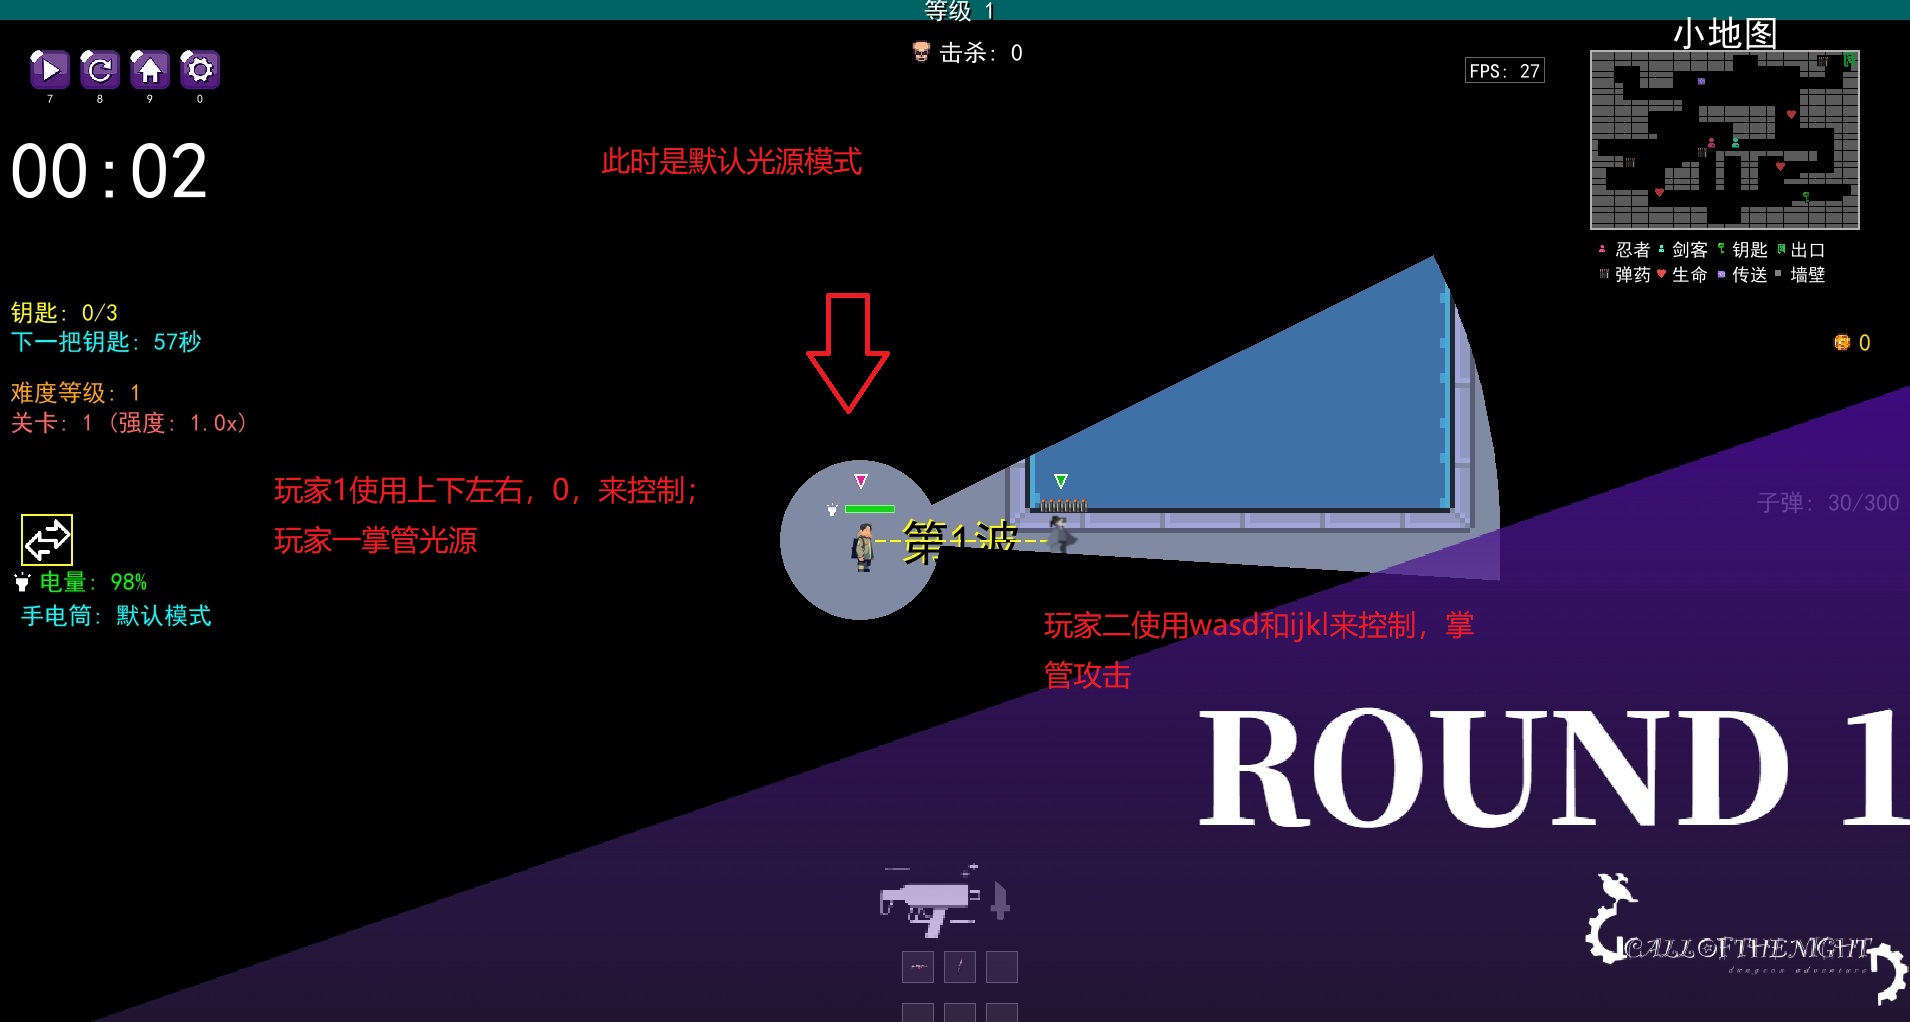 等级 1
击杀: 0
小地图
FPS: 27
7
8
9
0
00:02
此时是默认光源模式
忍者 剑客 钥匙 出口
弹药 生命 传送 墙壁
钥匙: 0/3
下一把钥匙: 57秒
0
难度等级: 1
关卡: 1 (强度: 1.0x)
玩家1使用上下左右，0，来控制；
玩家一掌管光源
子弹: 30/300
第1波
电量: 98%
手电筒: 默认模式
玩家二使用wasd和ijkl来控制，掌
管攻击
ROUND 1
CALL OF THE NIGHT
dungeon adventure